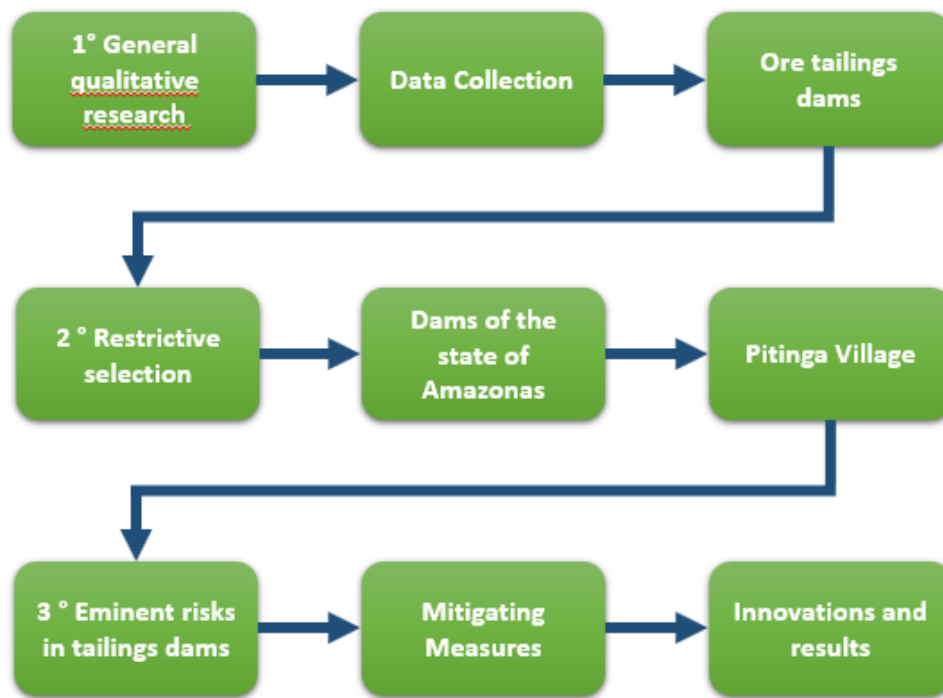 1° General
qualitative
research
Data Collection
Ore tailings
dams
2 ° Restrictive
selection
Dams of the
state of
Amazonas
Pitinga Village
3 ° Eminent risks
in tailings dams
Mitigating
Measures
Innovations and
results